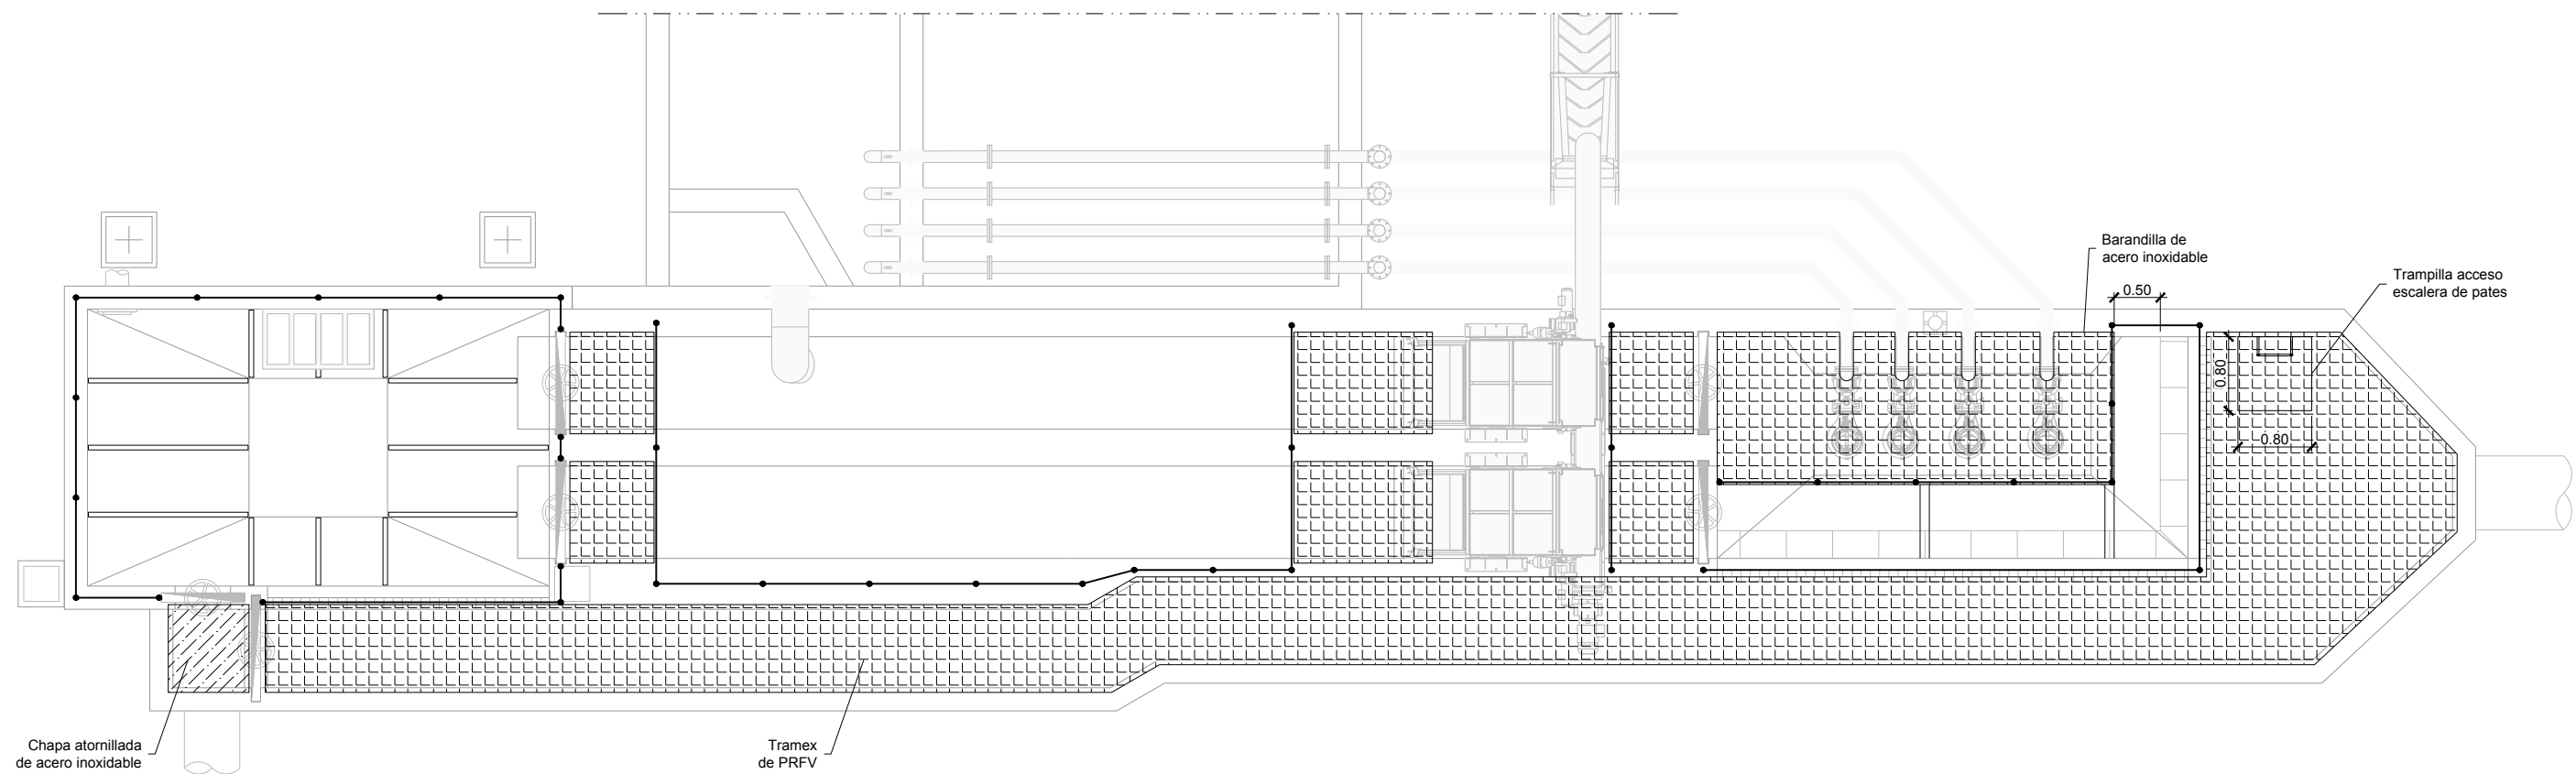 Barandilla de
acero inoxidable
Trampilla acceso
escalera de pates
0.50
0.80
0.80
Chapa atornillada
de acero inoxidable
Tramex
de PRFV